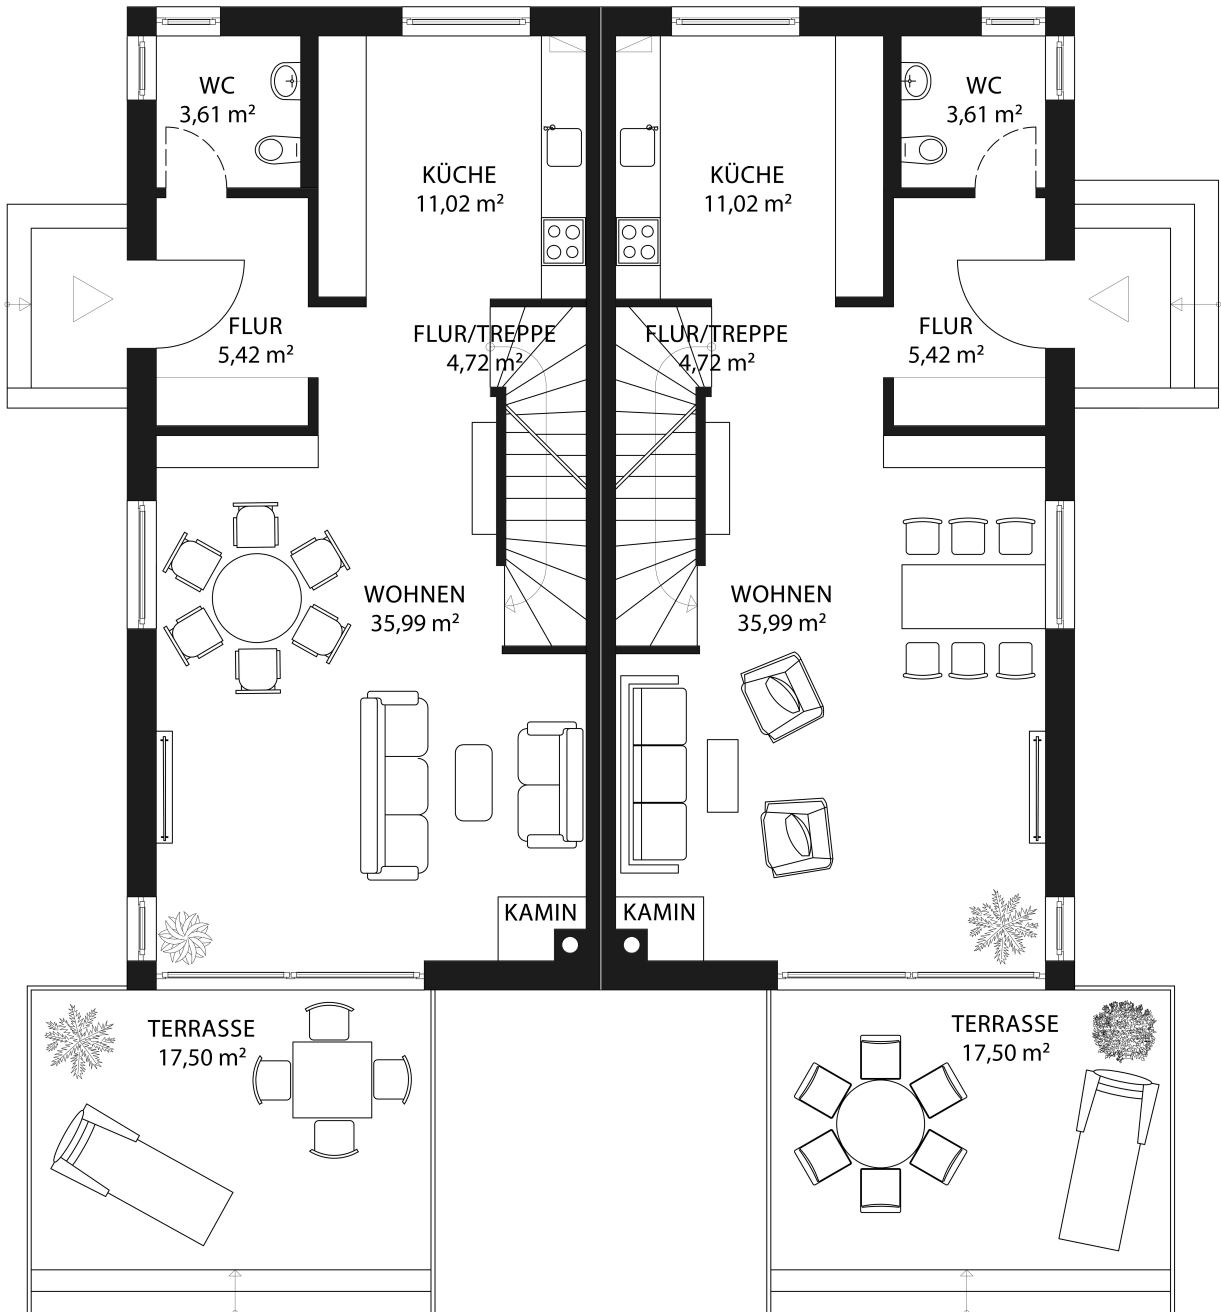 WC
3,61 m²
WC
3,61 m²
KÜCHE
11,02 m²
KÜCHE
11,02 m²
FLUR
5,42 m²
FLUR/TREPPE
4,72 m²
FLUR/TREPPE
4,72 m²
FLUR
5,42 m²
WOHNEN
35,99 m²
WOHNEN
35,99 m²
KAMIN
KAMIN
TERRASSE
17,50 m²
TERRASSE
17,50 m²